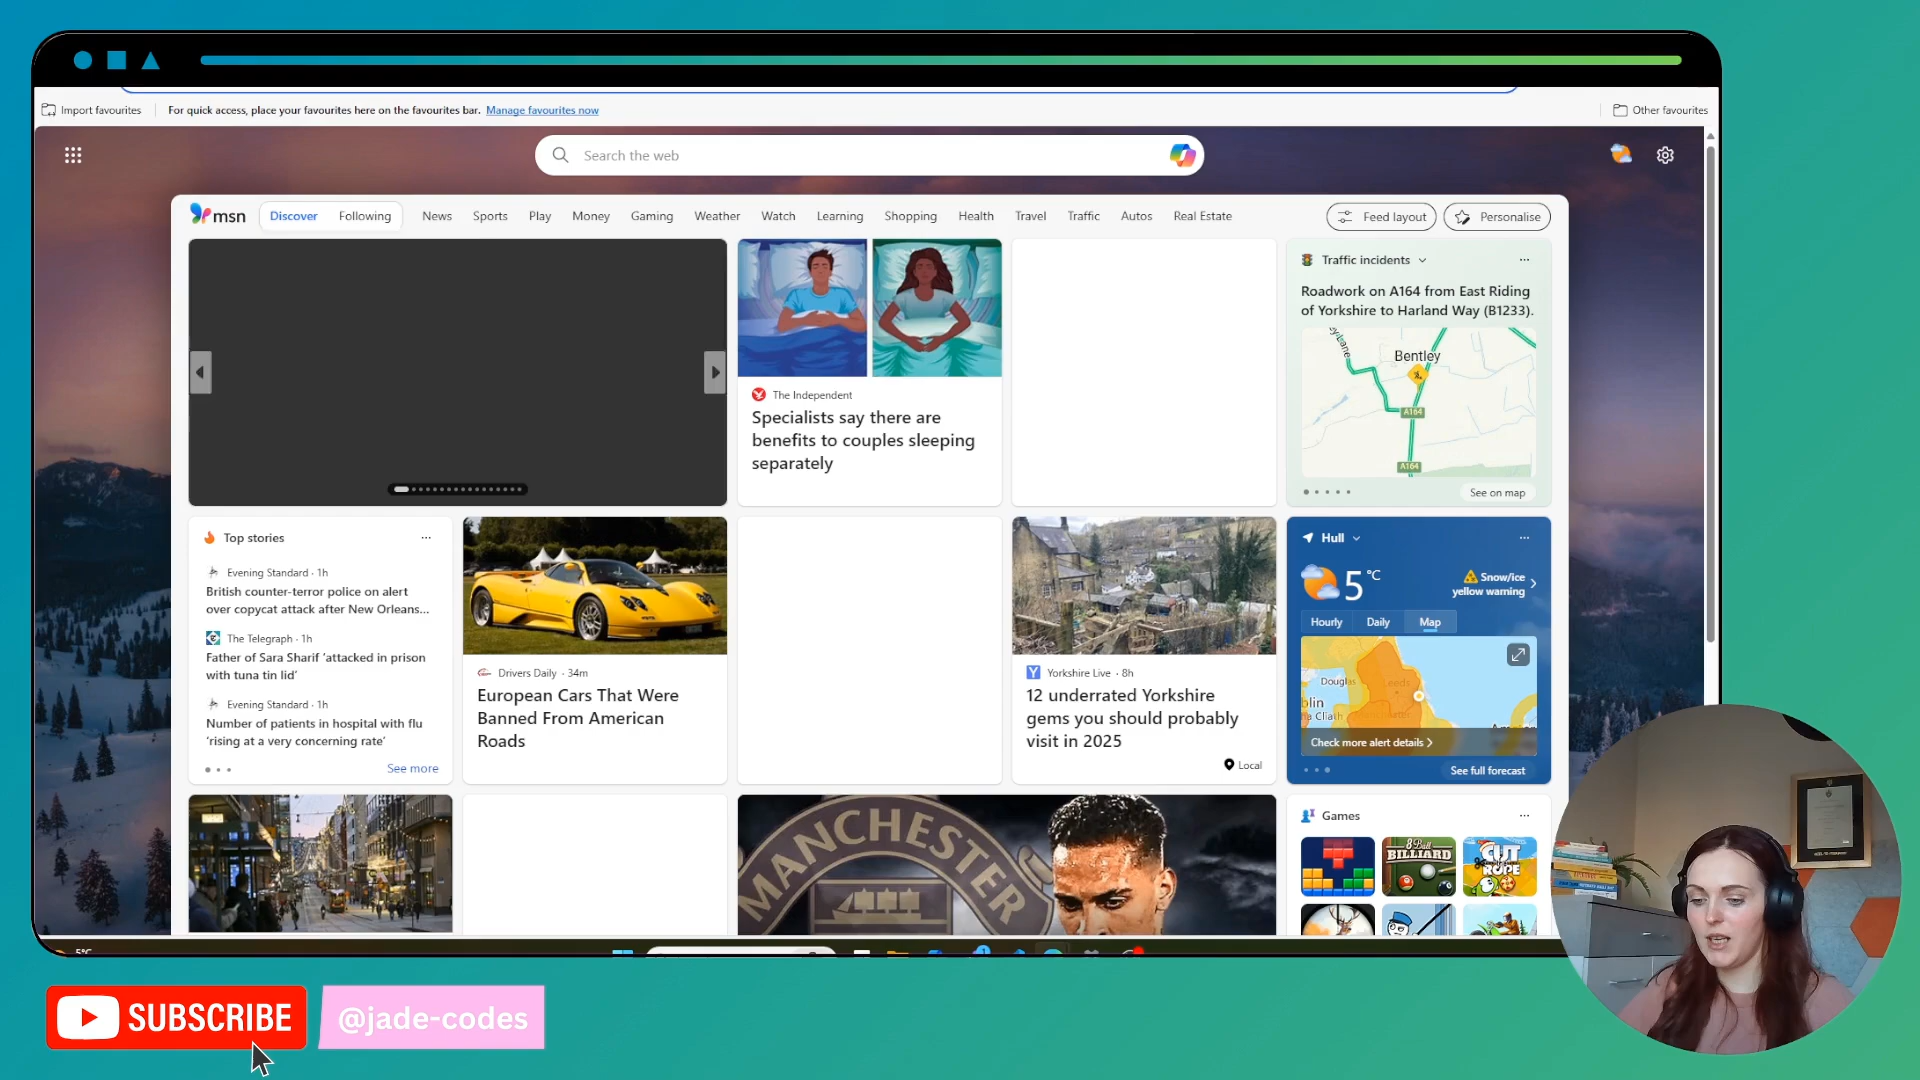 Import favourites
For quick access, place your favourites here on the favourites bar. Manage favourites now
Other favourites
Search the web
msn
Discover
Following
News
Sports
Play
Money
Gaming
Weather
Watch
Learning
Shopping
Health
Travel
Traffic
Autos
Real Estate
Feed layout
Personalise
The Independent
Specialists say there are
benefits to couples sleeping
separately
Traffic incidents
Roadwork on A164 from East Riding
of Yorkshire to Harland Way (B1233).
Bentley
A164
A164
See on map
Top stories
Evening Standard · 1h
British counter-terror police on alert
over copycat attack after New Orleans...
The Telegraph · 1h
Father of Sara Sharif ‘attacked in prison
with tuna tin lid’
Evening Standard · 1h
Number of patients in hospital with flu
‘rising at a very concerning rate’
See more
Drivers Daily · 34m
European Cars That Were
Banned From American
Roads
Yorkshire Live · 8h
12 underrated Yorkshire
gems you should probably
visit in 2025
Local
Hull
5°C
Snow/ice
yellow warning
Hourly
Daily
Map
Douglas
Leeds
blin
Cliath
Check more alert details
See full forecast
MANCHESTER
Games
8 Ball
BILLIARD
CUT
ROPE
5°C
SUBSCRIBE
@jade-codes